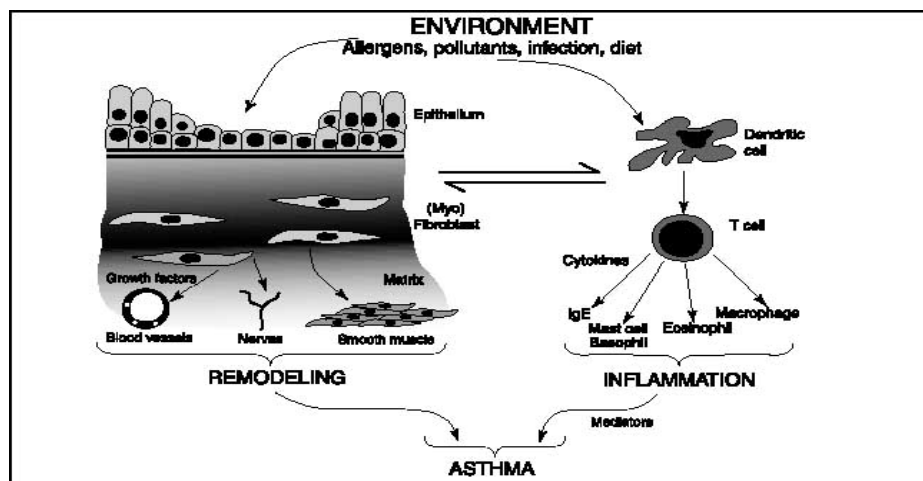 ENVIRONMENT
Allergens, pollutants, infection, diet
Epithelium
Dendritic
cell
(Myo)
Fibroblast
T cell
Cytokines
Growth factors
Matrix
IgE
Mast cell
Basophil
Eosinophil
Macrophage
Blood vessels
Nerves
Smooth muscle
REMODELING
INFLAMMATION
Mediators
ASTHMA